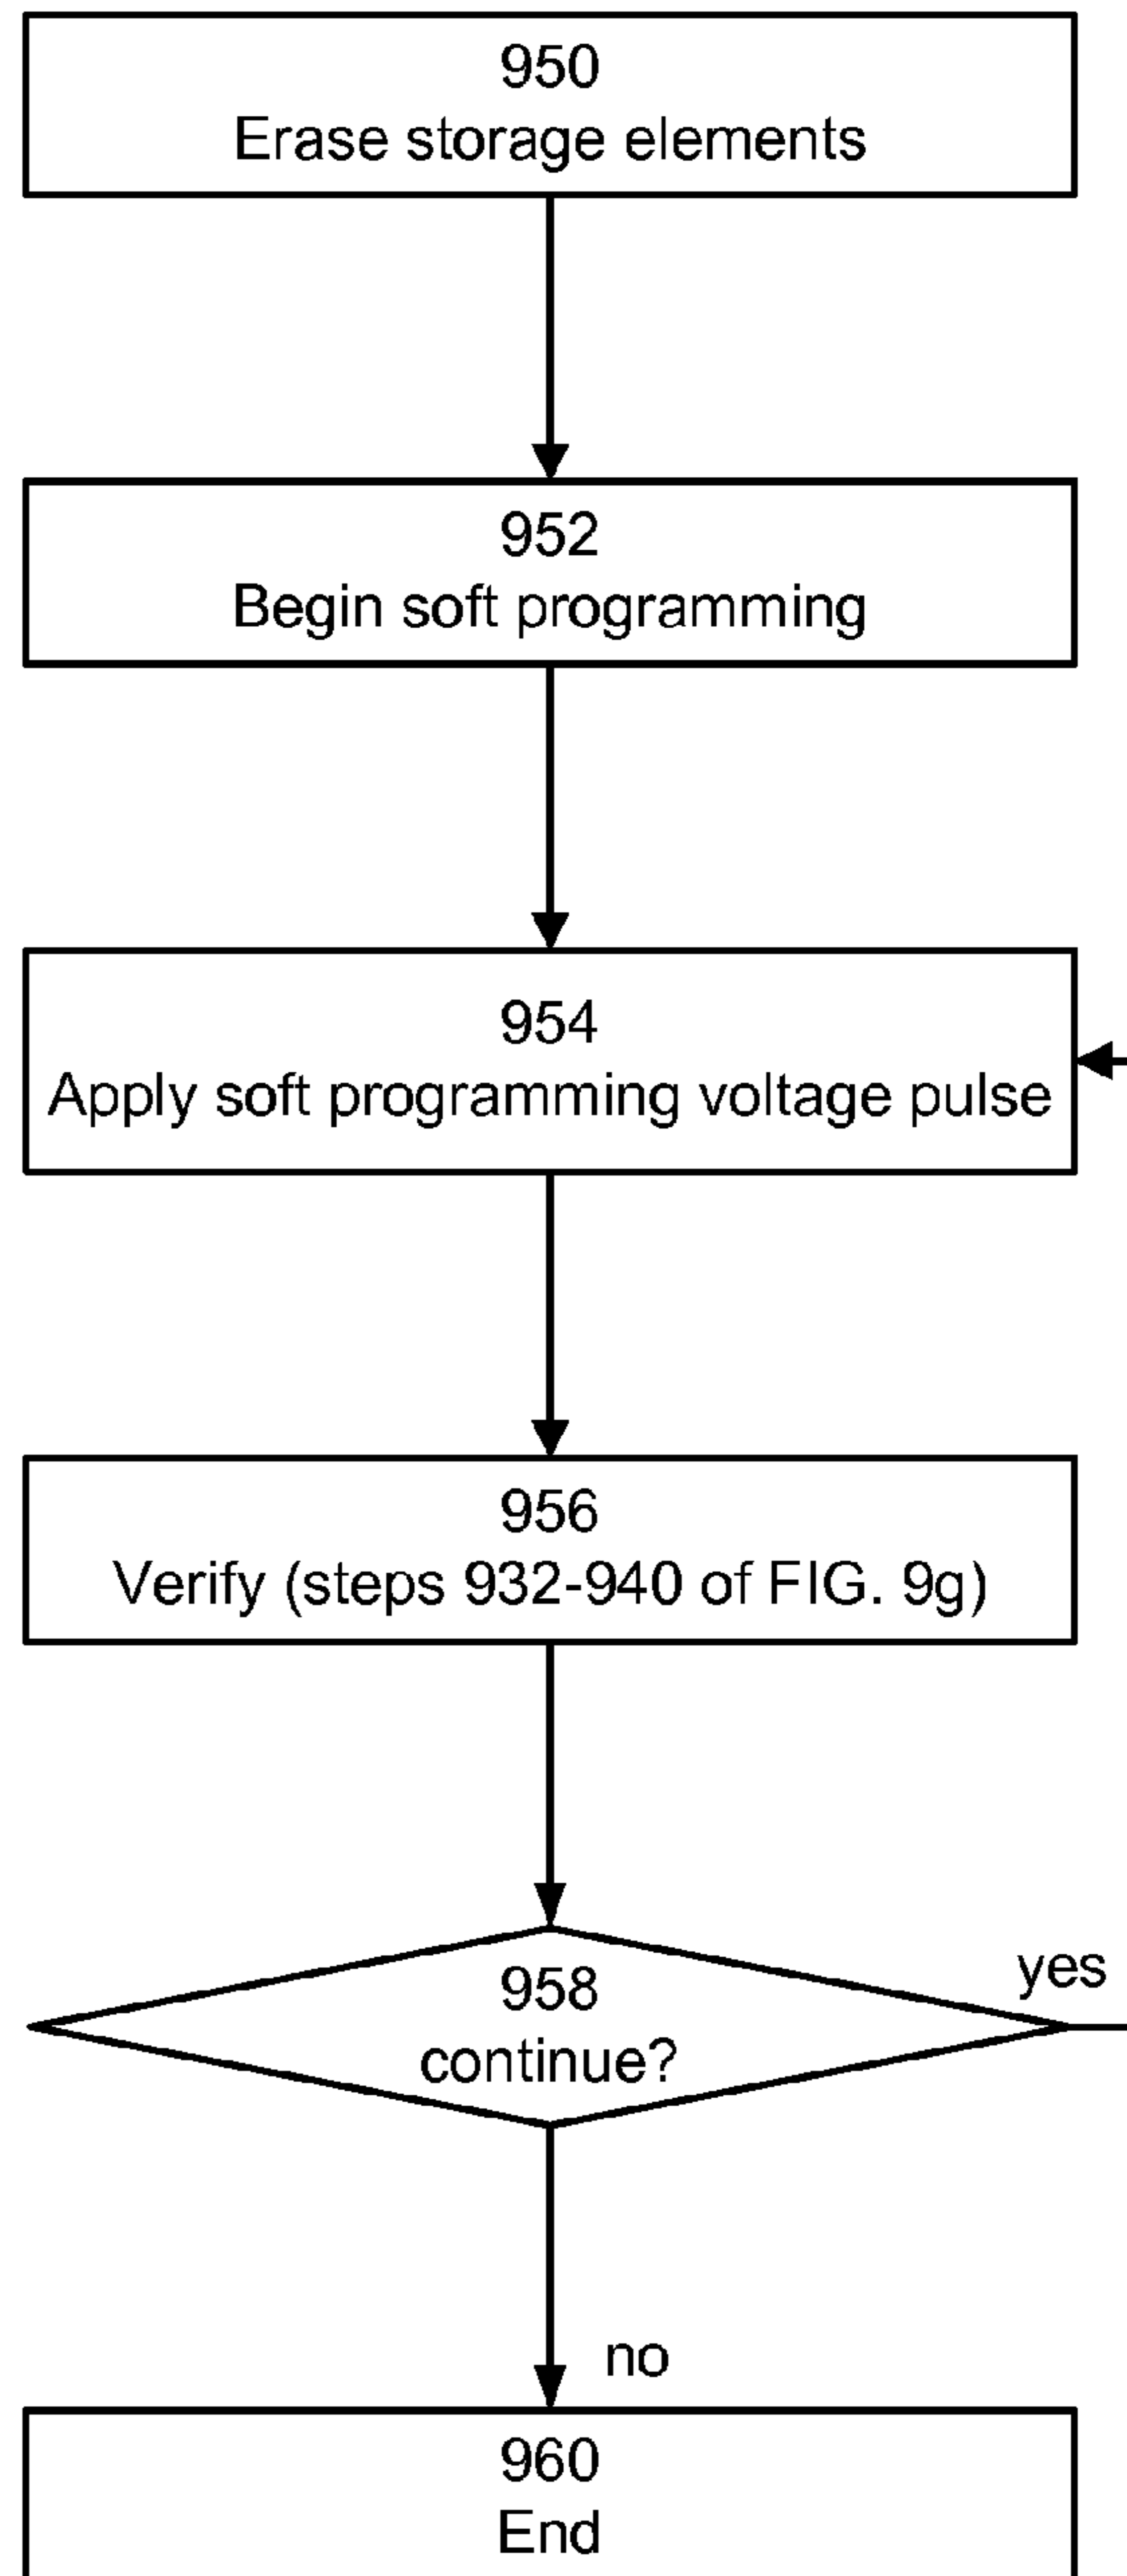 950
Erase storage elements
952
Begin soft programming
954
Apply soft programming voltage pulse
956
Verify (steps 932-940 of FIG. 9g)
958
continue?
yes
no
960
End